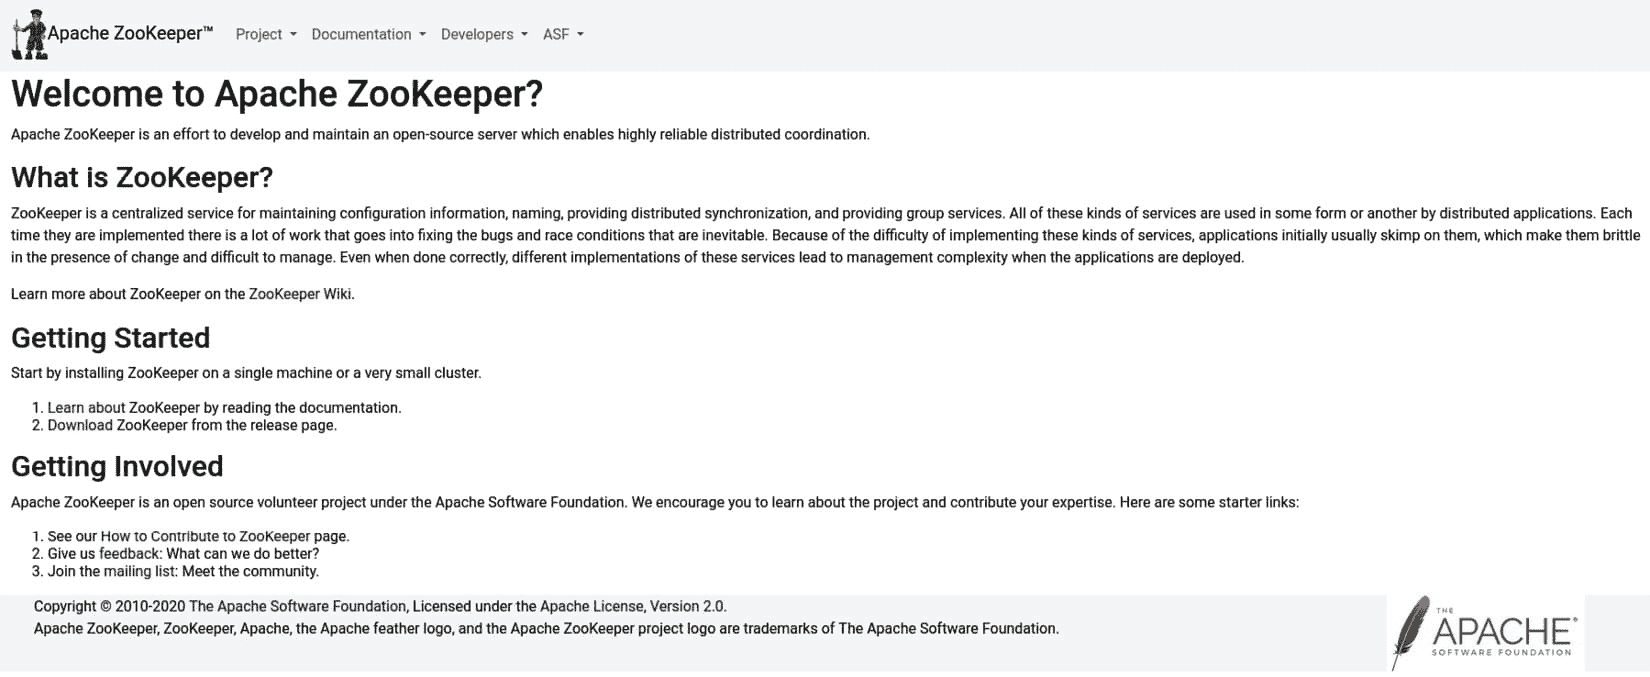 Apache ZooKeeper™ Project Documentation Developers ASF
Welcome to Apache ZooKeeper?
Apache ZooKeeper is an effort to develop and maintain an open-source server which enables highly reliable distributed coordination.
What is ZooKeeper?
ZooKeeper is a centralized service for maintaining configuration information, naming, providing distributed synchronization, and providing group services. All of these kinds of services are used in some form or another by distributed applications. Each
time they are implemented there is a lot of work that goes into fixing the bugs and race conditions that are inevitable. Because of the difficulty of implementing these kinds of services, applications initially usually skimp on them, which make them brittle
in the presence of change and difficult to manage. Even when done correctly, different implementations of these services lead to management complexity when the applications are deployed.
Learn more about ZooKeeper on the ZooKeeper Wiki.
Getting Started
Start by installing ZooKeeper on a single machine or a very small cluster.
1. Learn about ZooKeeper by reading the documentation.
2. Download ZooKeeper from the release page.
Getting Involved
Apache ZooKeeper is an open source volunteer project under the Apache Software Foundation. We encourage you to learn about the project and contribute your expertise. Here are some starter links:
1. See our How to Contribute to ZooKeeper page.
2. Give us feedback: What can we do better?
3. Join the mailing list: Meet the community.
Copyright © 2010-2020 The Apache Software Foundation, Licensed under the Apache License, Version 2.0.
Apache ZooKeeper, ZooKeeper, Apache, the Apache feather logo, and the Apache ZooKeeper project logo are trademarks of The Apache Software Foundation.
THE
APACHE®
SOFTWARE FOUNDATION